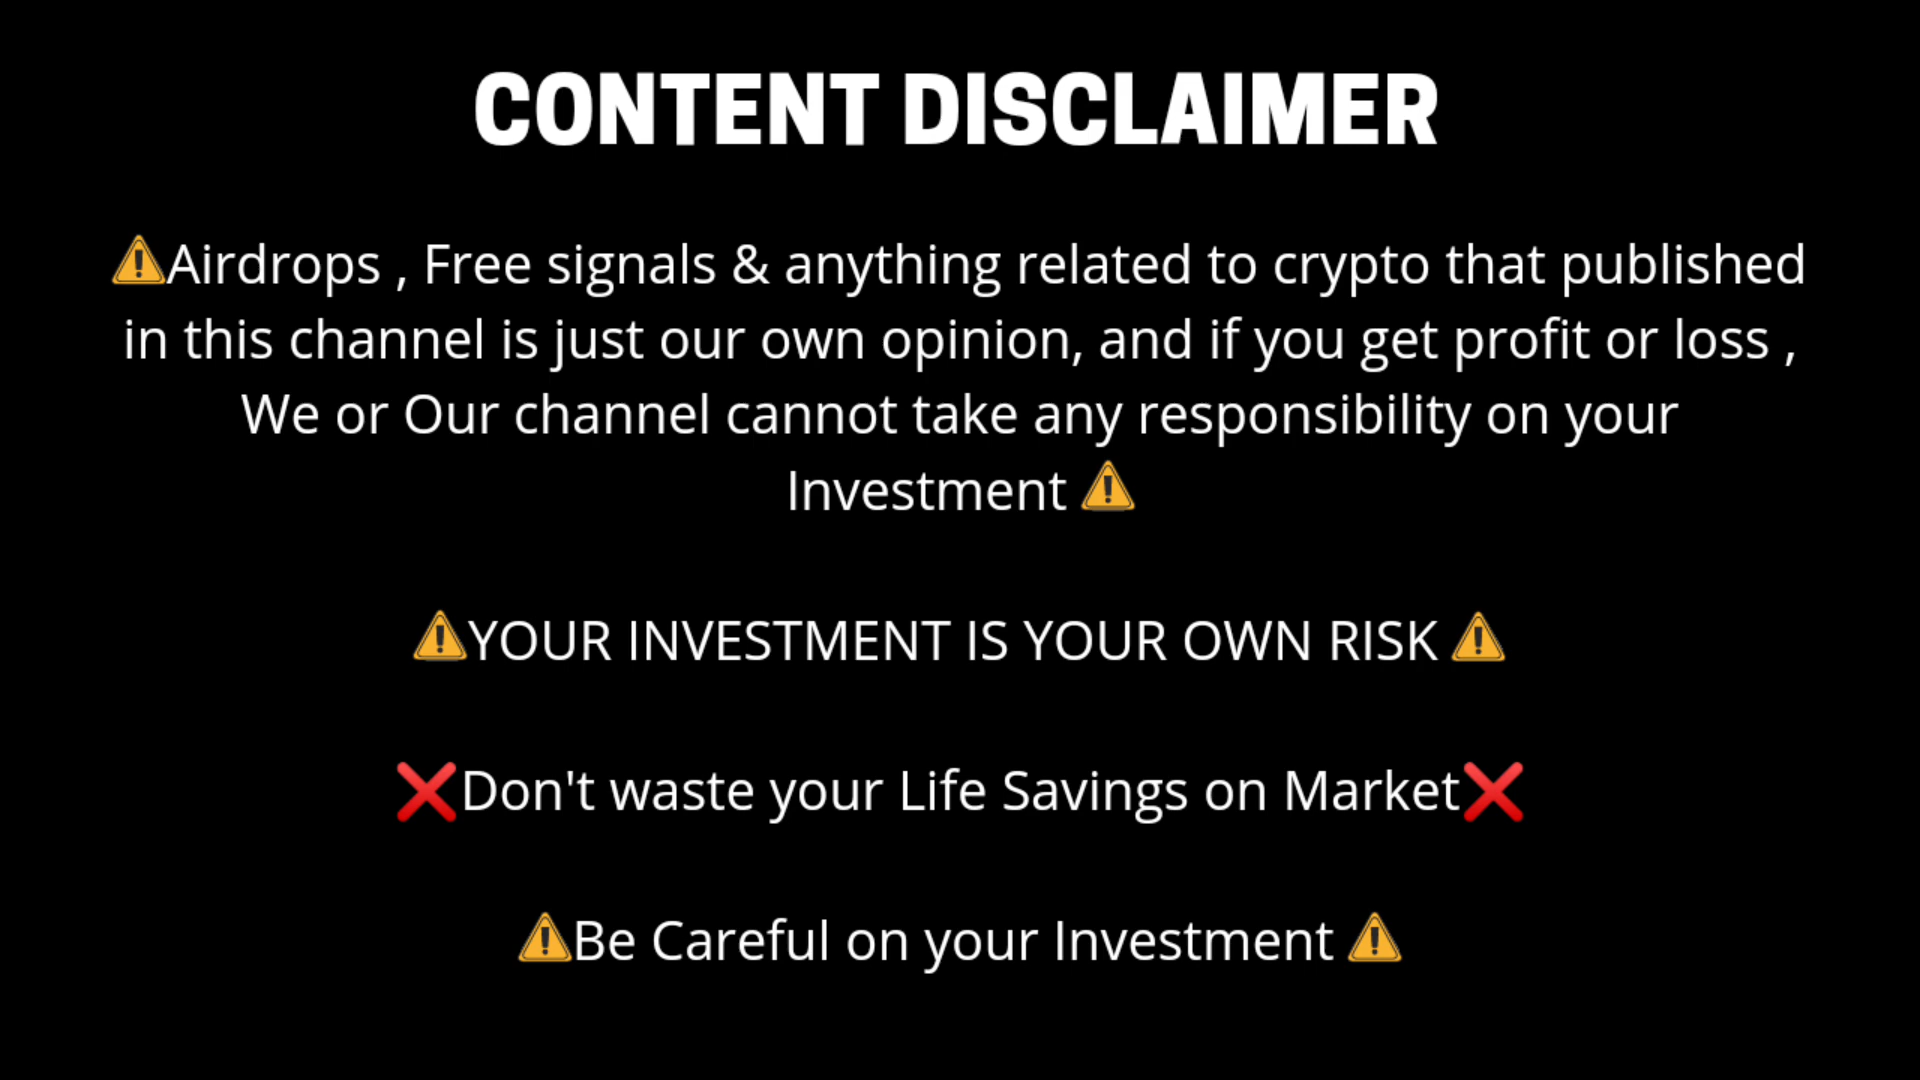 CONTENT DISCLAIMER
⚠️Airdrops , Free signals & anything related to crypto that published
in this channel is just our own opinion, and if you get profit or loss ,
We or Our channel cannot take any responsibility on your
Investment ⚠️
⚠️YOUR INVESTMENT IS YOUR OWN RISK ⚠️
❌Don't waste your Life Savings on Market❌
⚠️Be Careful on your Investment ⚠️